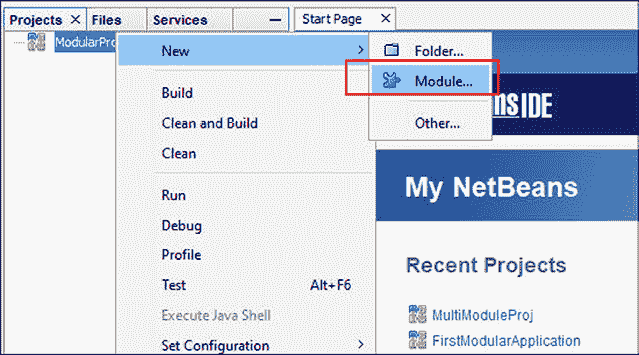 Projects Files Services Start Page
ModularPro
New
Folder...
Module...
Other...
Build
Clean and Build
Clean
Run
Debug
Profile
Test Alt+F6
Execute Java Shell
Set Configuration
NSIDE
My NetBeans
Recent Projects
MultiModuleProj
FirstModularApplication